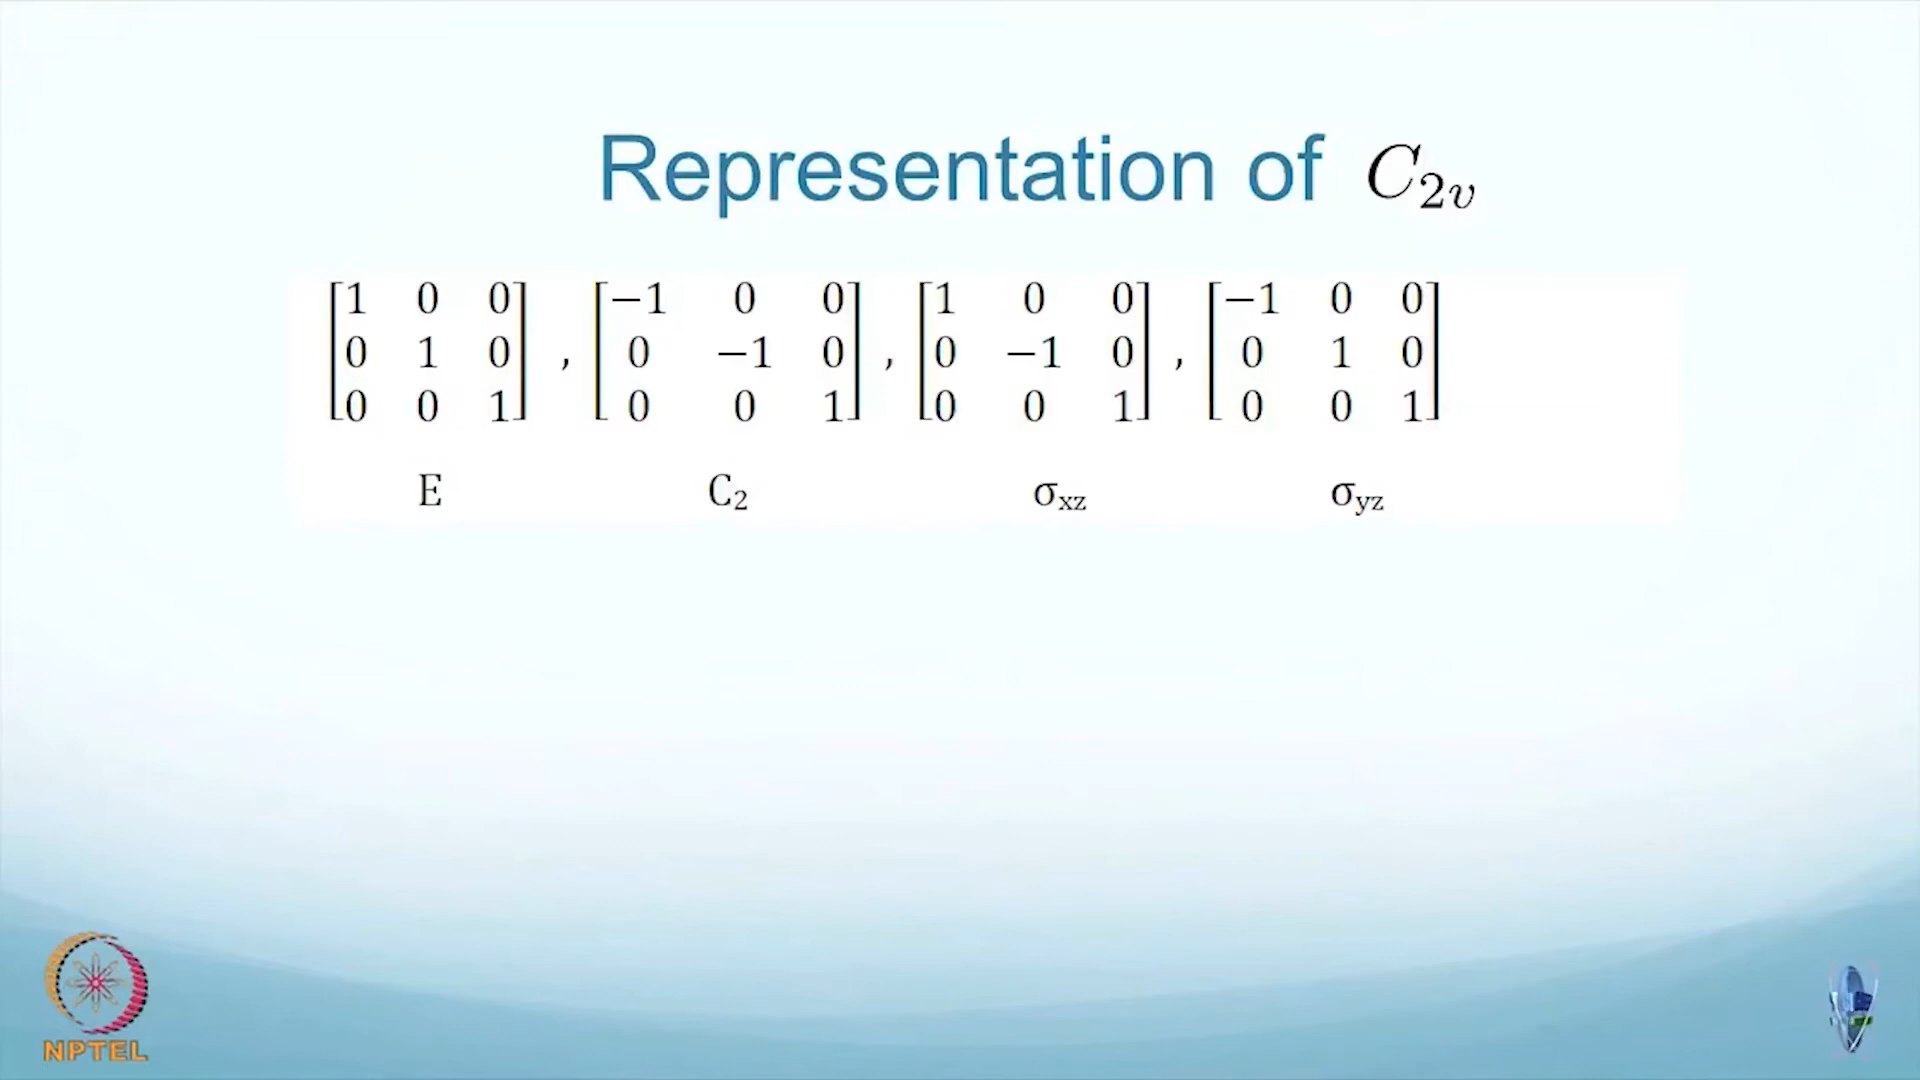 Representation of C₂ᵥ
[1 0 0] [−1 0 0] [1 0 0] [−1 0 0]
[0 1 0] , [0 −1 0] , [0 −1 0] , [0 1 0]
[0 0 1] [0 0 1] [0 0 1] [0 0 1]
E C₂ σxz σyz
NPTEL